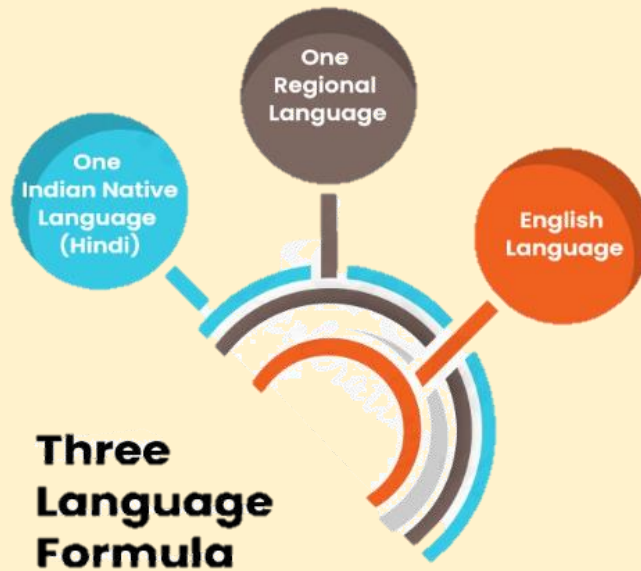 One
Regional
Language
One
Indian Native
Language
(Hindi)
English
Language
Three
Language
Formula